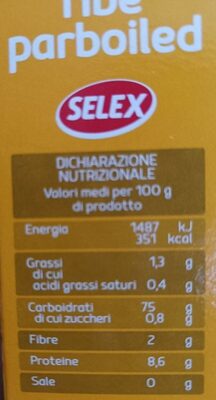 Ribe
parboiled
SELEX
DICHIARAZIONE
NUTRIZIONALE
Valori medi per 100 g
di prodotto
Energia 1487 kJ
351 kcal
Grassi 1,3 g
di cui
acidi grassi saturi 0,4 g
Carboidrati 75 g
di cui zuccheri 0,8 g
Fibre 2 g
Proteine 8,6 g
Sale 0 g